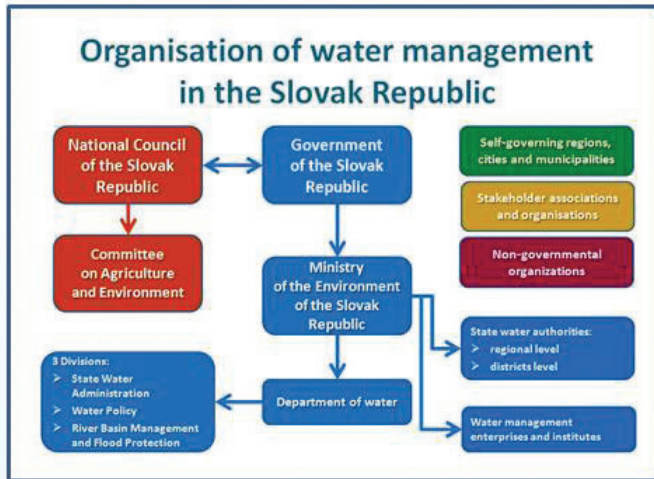 Organisation of water management
in the Slovak Republic
National Council
of the Slovak
Republic
Government
of the Slovak
Republic
Self-governing regions,
cities and municipalities
Stakeholder associations
and organisations
Non-governmental
organizations
Committee
on Agriculture
and Environment
Ministry
of the Environment
of the Slovak
Republic
State water authorities:
➢ regional level
➢ districts level
3 Divisions:
➢ State Water
Administration
➢ Water Policy
➢ River Basin Management
and Flood Protection
Department of water
Water management
enterprises and institutes